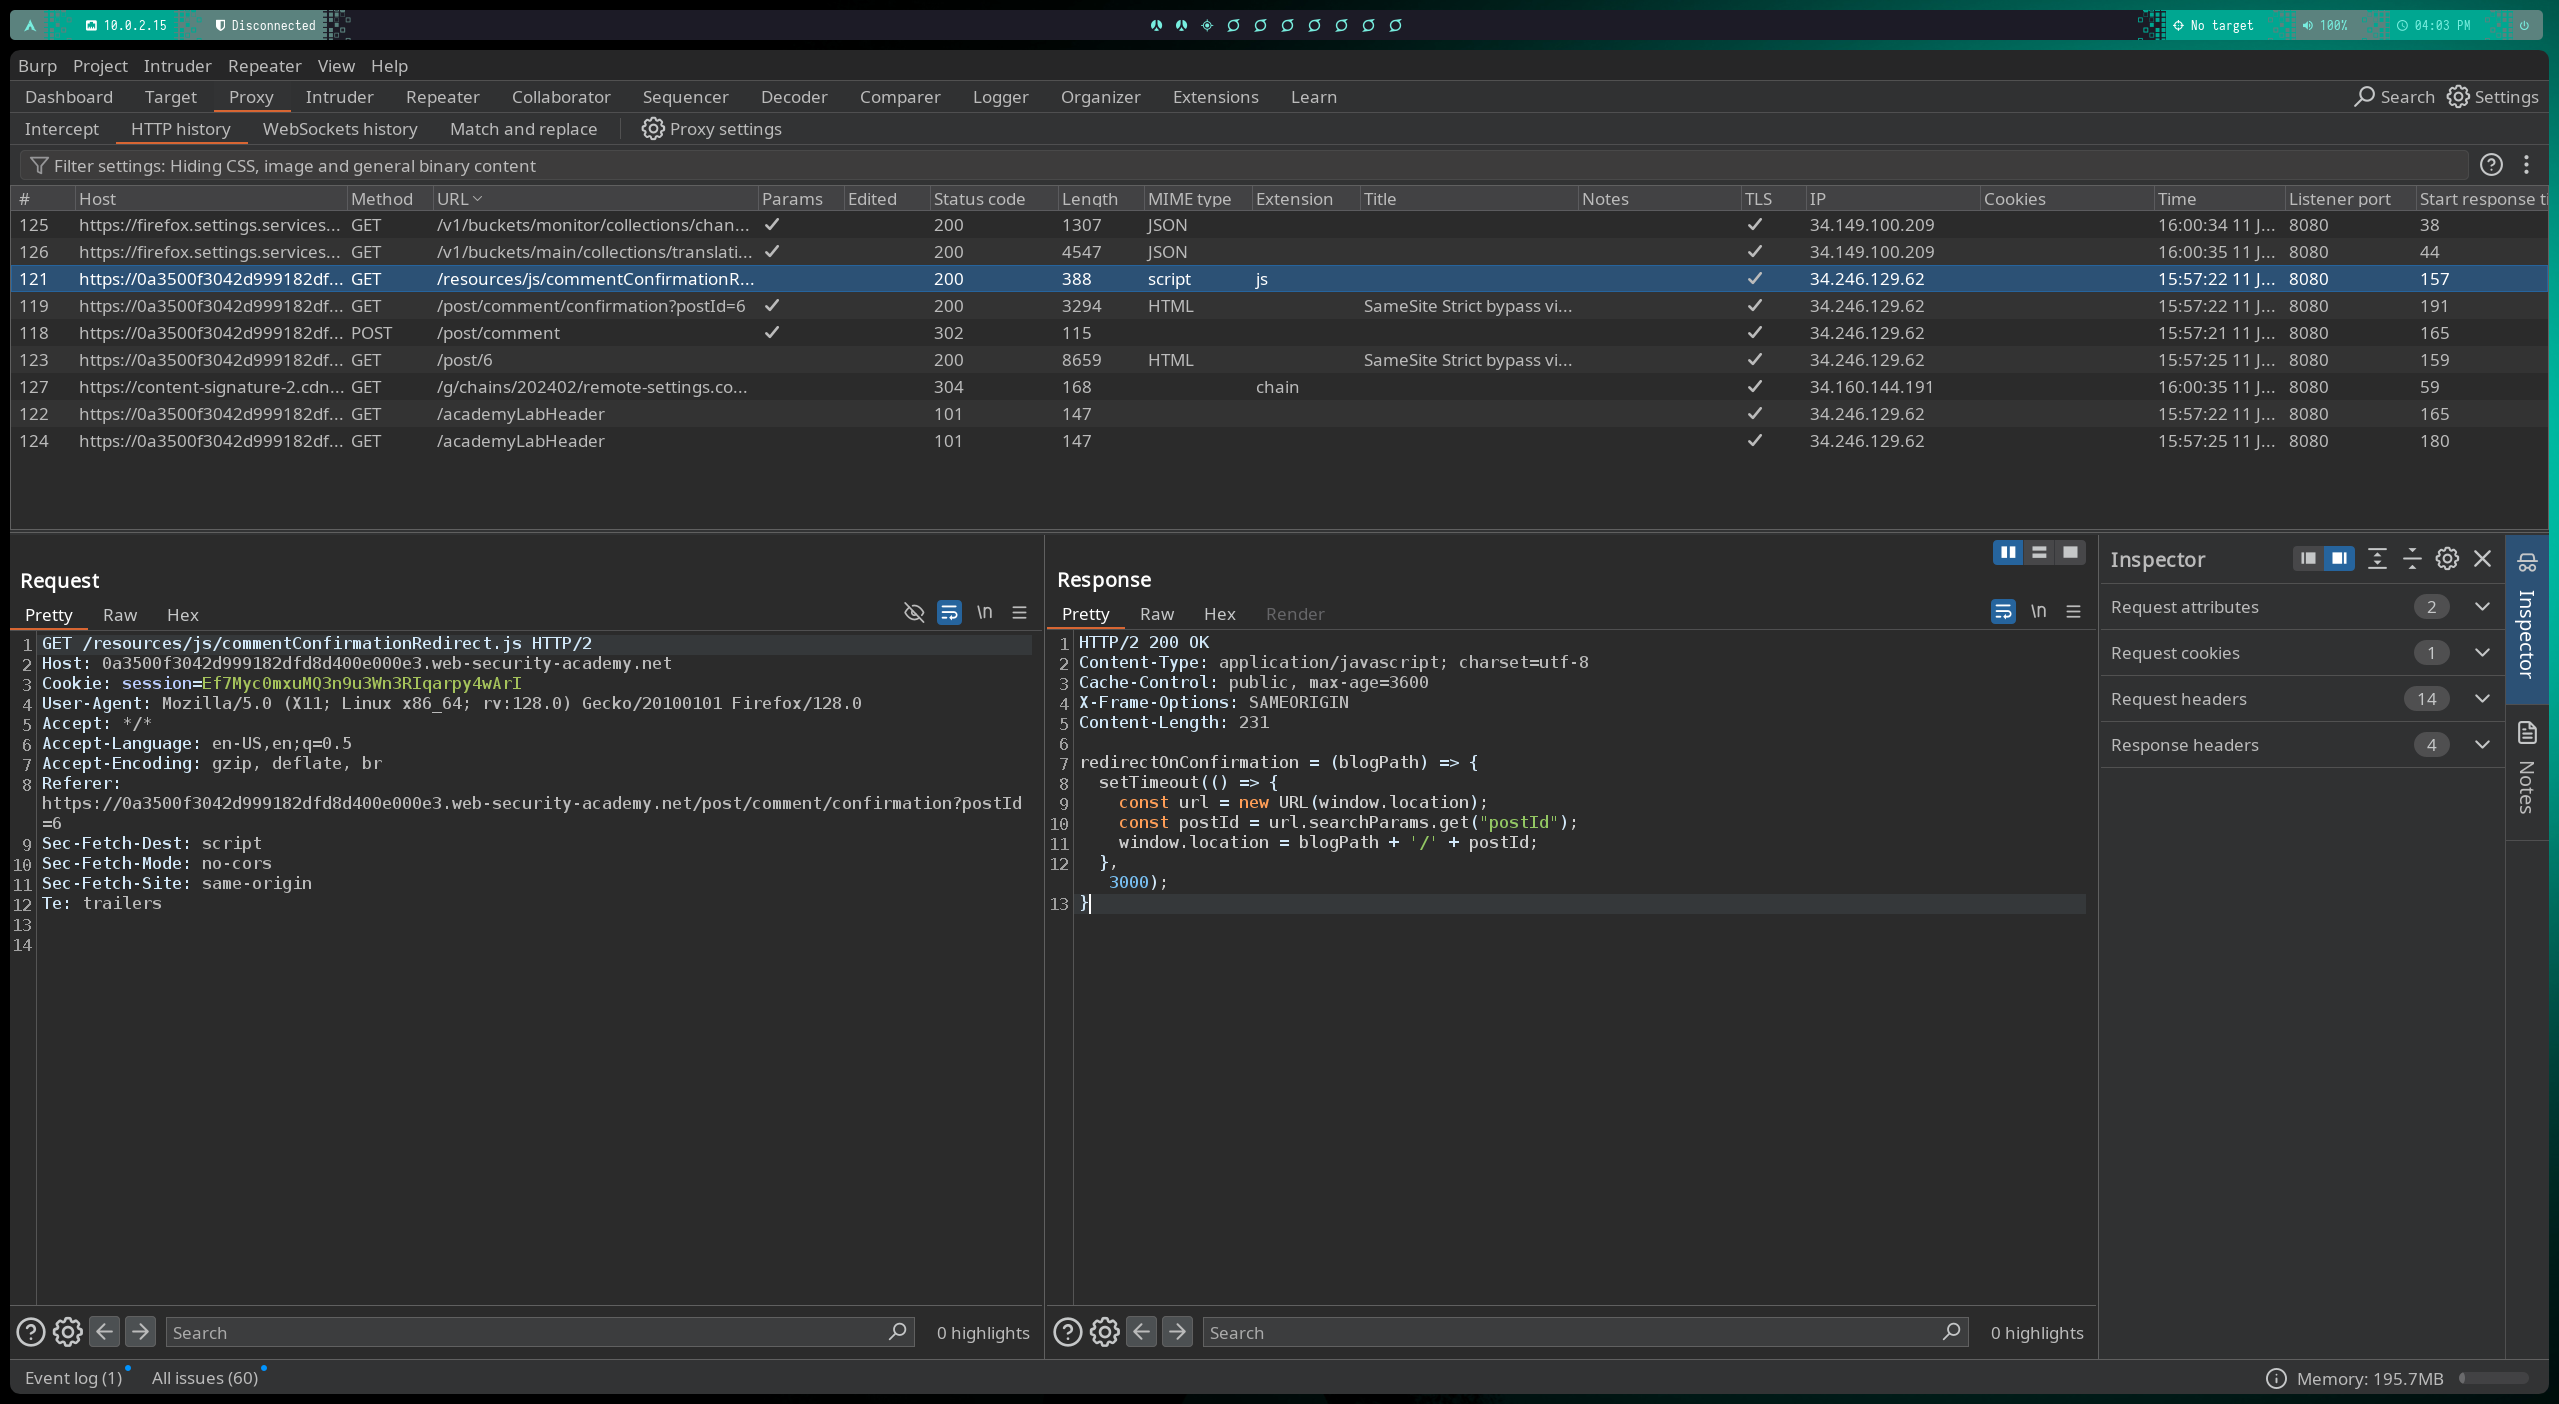 10.0.2.15 Disconnected No target 100% 04:03 PM
Burp Project Intruder Repeater View Help
Dashboard Target Proxy Intruder Repeater Collaborator Sequencer Decoder Comparer Logger Organizer Extensions Learn Search Settings
Intercept HTTP history WebSockets history Match and replace Proxy settings
Filter settings: Hiding CSS, image and general binary content
# Host Method URL Params Edited Status code Length MIME type Extension Title Notes TLS IP Cookies Time Listener port Start response ti
125 https://firefox.settings.services... GET /v1/buckets/monitor/collections/chan... ✓ 200 1307 JSON ✓ 34.149.100.209 16:00:34 11 J... 8080 38
126 https://firefox.settings.services... GET /v1/buckets/main/collections/translati... ✓ 200 4547 JSON ✓ 34.149.100.209 16:00:35 11 J... 8080 44
121 https://0a3500f3042d999182df... GET /resources/js/commentConfirmationR... 200 388 script js ✓ 34.246.129.62 15:57:22 11 J... 8080 157
119 https://0a3500f3042d999182df... GET /post/comment/confirmation?postId=6 ✓ 200 3294 HTML SameSite Strict bypass vi... ✓ 34.246.129.62 15:57:22 11 J... 8080 191
118 https://0a3500f3042d999182df... POST /post/comment ✓ 302 115 ✓ 34.246.129.62 15:57:21 11 J... 8080 165
123 https://0a3500f3042d999182df... GET /post/6 200 8659 HTML SameSite Strict bypass vi... ✓ 34.246.129.62 15:57:25 11 J... 8080 159
127 https://content-signature-2.cdn... GET /g/chains/202402/remote-settings.co... 304 168 chain ✓ 34.160.144.191 16:00:35 11 J... 8080 59
122 https://0a3500f3042d999182df... GET /academyLabHeader 101 147 ✓ 34.246.129.62 15:57:22 11 J... 8080 165
124 https://0a3500f3042d999182df... GET /academyLabHeader 101 147 ✓ 34.246.129.62 15:57:25 11 J... 8080 180
Request
Pretty Raw Hex \n
1 GET /resources/js/commentConfirmationRedirect.js HTTP/2
2 Host: 0a3500f3042d999182dfd8d400e000e3.web-security-academy.net
3 Cookie: session=Ef7Myc0mxuMQ3n9u3Wn3RIqarpy4wArI
4 User-Agent: Mozilla/5.0 (X11; Linux x86_64; rv:128.0) Gecko/20100101 Firefox/128.0
5 Accept: */*
6 Accept-Language: en-US,en;q=0.5
7 Accept-Encoding: gzip, deflate, br
8 Referer:
https://0a3500f3042d999182dfd8d400e000e3.web-security-academy.net/post/comment/confirmation?postId
=6
9 Sec-Fetch-Dest: script
10 Sec-Fetch-Mode: no-cors
11 Sec-Fetch-Site: same-origin
12 Te: trailers
13
14
Search 0 highlights
Response
Pretty Raw Hex Render \n
1 HTTP/2 200 OK
2 Content-Type: application/javascript; charset=utf-8
3 Cache-Control: public, max-age=3600
4 X-Frame-Options: SAMEORIGIN
5 Content-Length: 231
6
7 redirectOnConfirmation = (blogPath) => {
8 setTimeout(() => {
9 const url = new URL(window.location);
10 const postId = url.searchParams.get("postId");
11 window.location = blogPath + '/' + postId;
12 },
3000);
13 }
Search 0 highlights
Inspector
Request attributes 2
Request cookies 1
Request headers 14
Response headers 4
Inspector
Notes
Event log (1) All issues (60) Memory: 195.7MB